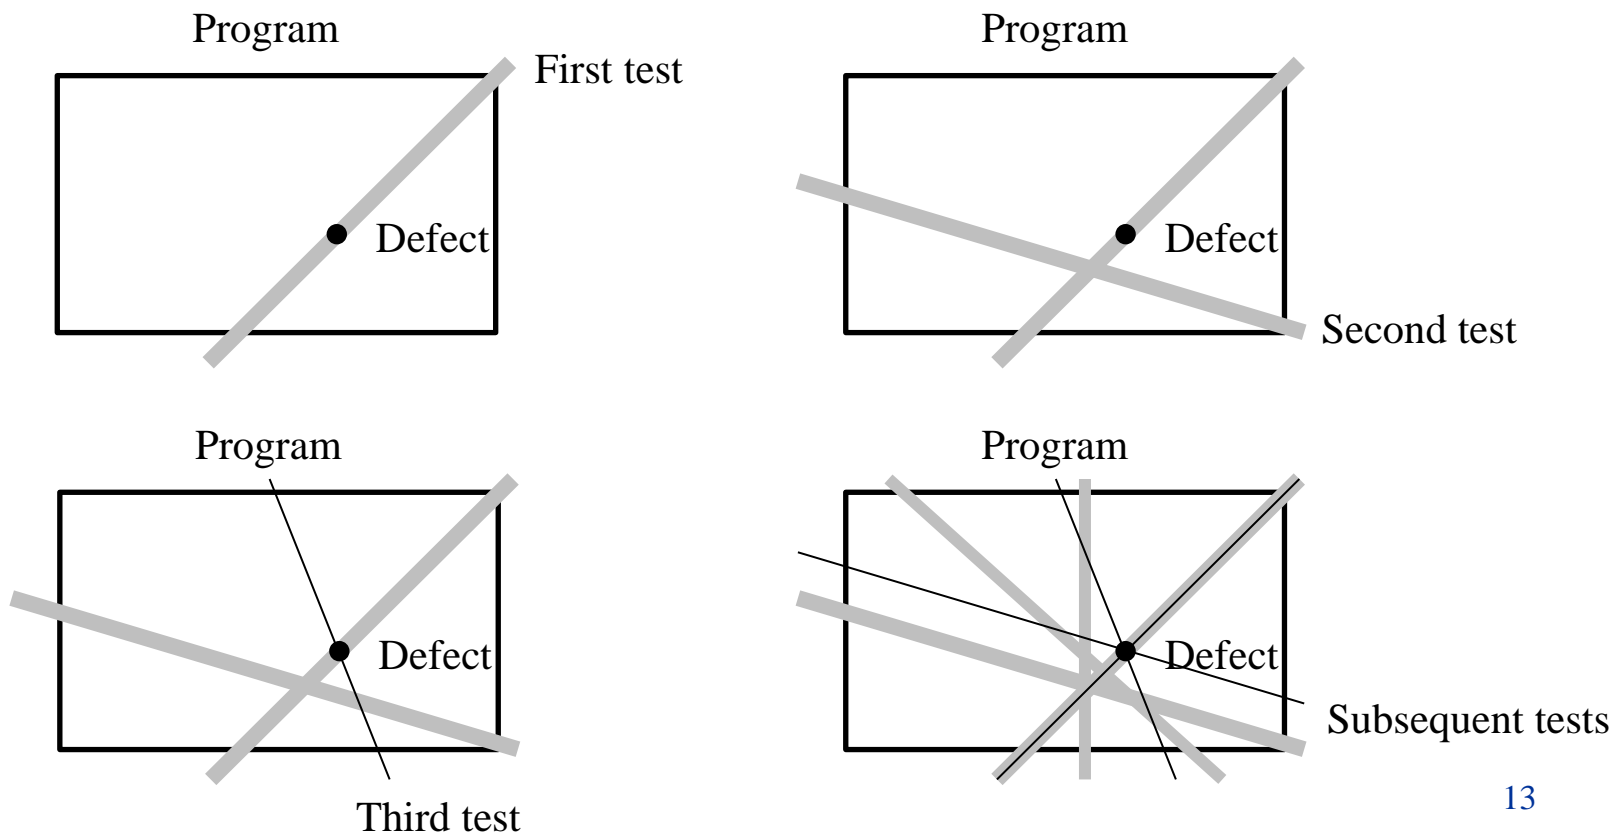 Program
First test
Defect
Program
Defect
Second test
Program
Defect
Third test
Program
Defect
Subsequent tests
13